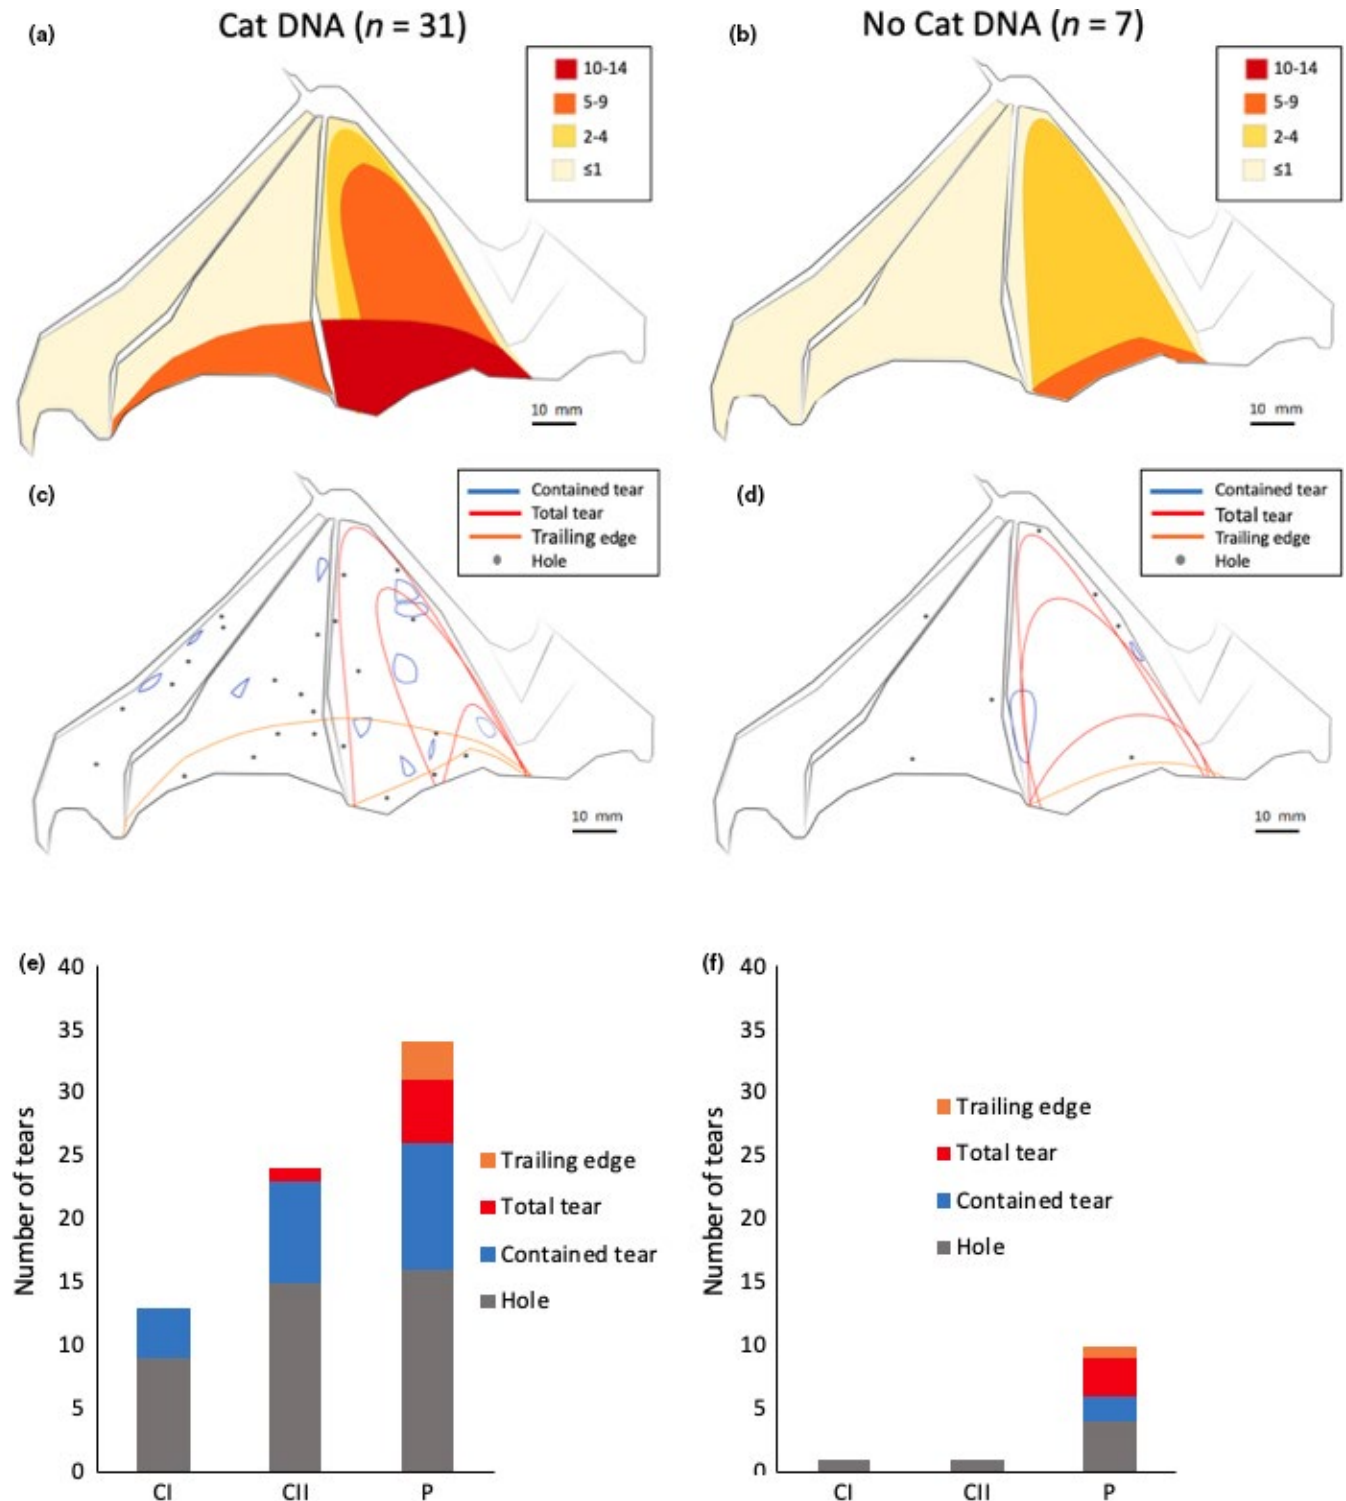 (a) Cat DNA (n = 31)
10-14
5-9
2-4
≤1
10 mm
(b) No Cat DNA (n = 7)
10-14
5-9
2-4
≤1
10 mm
(c)
Contained tear
Total tear
Trailing edge
Hole
10 mm
(d)
Contained tear
Total tear
Trailing edge
Hole
10 mm
(e)
Number of tears
40
35
30
25
20
15
10
5
0
CI CII P
Trailing edge
Total tear
Contained tear
Hole
(f)
Number of tears
40
35
30
25
20
15
10
5
0
CI CII P
Trailing edge
Total tear
Contained tear
Hole